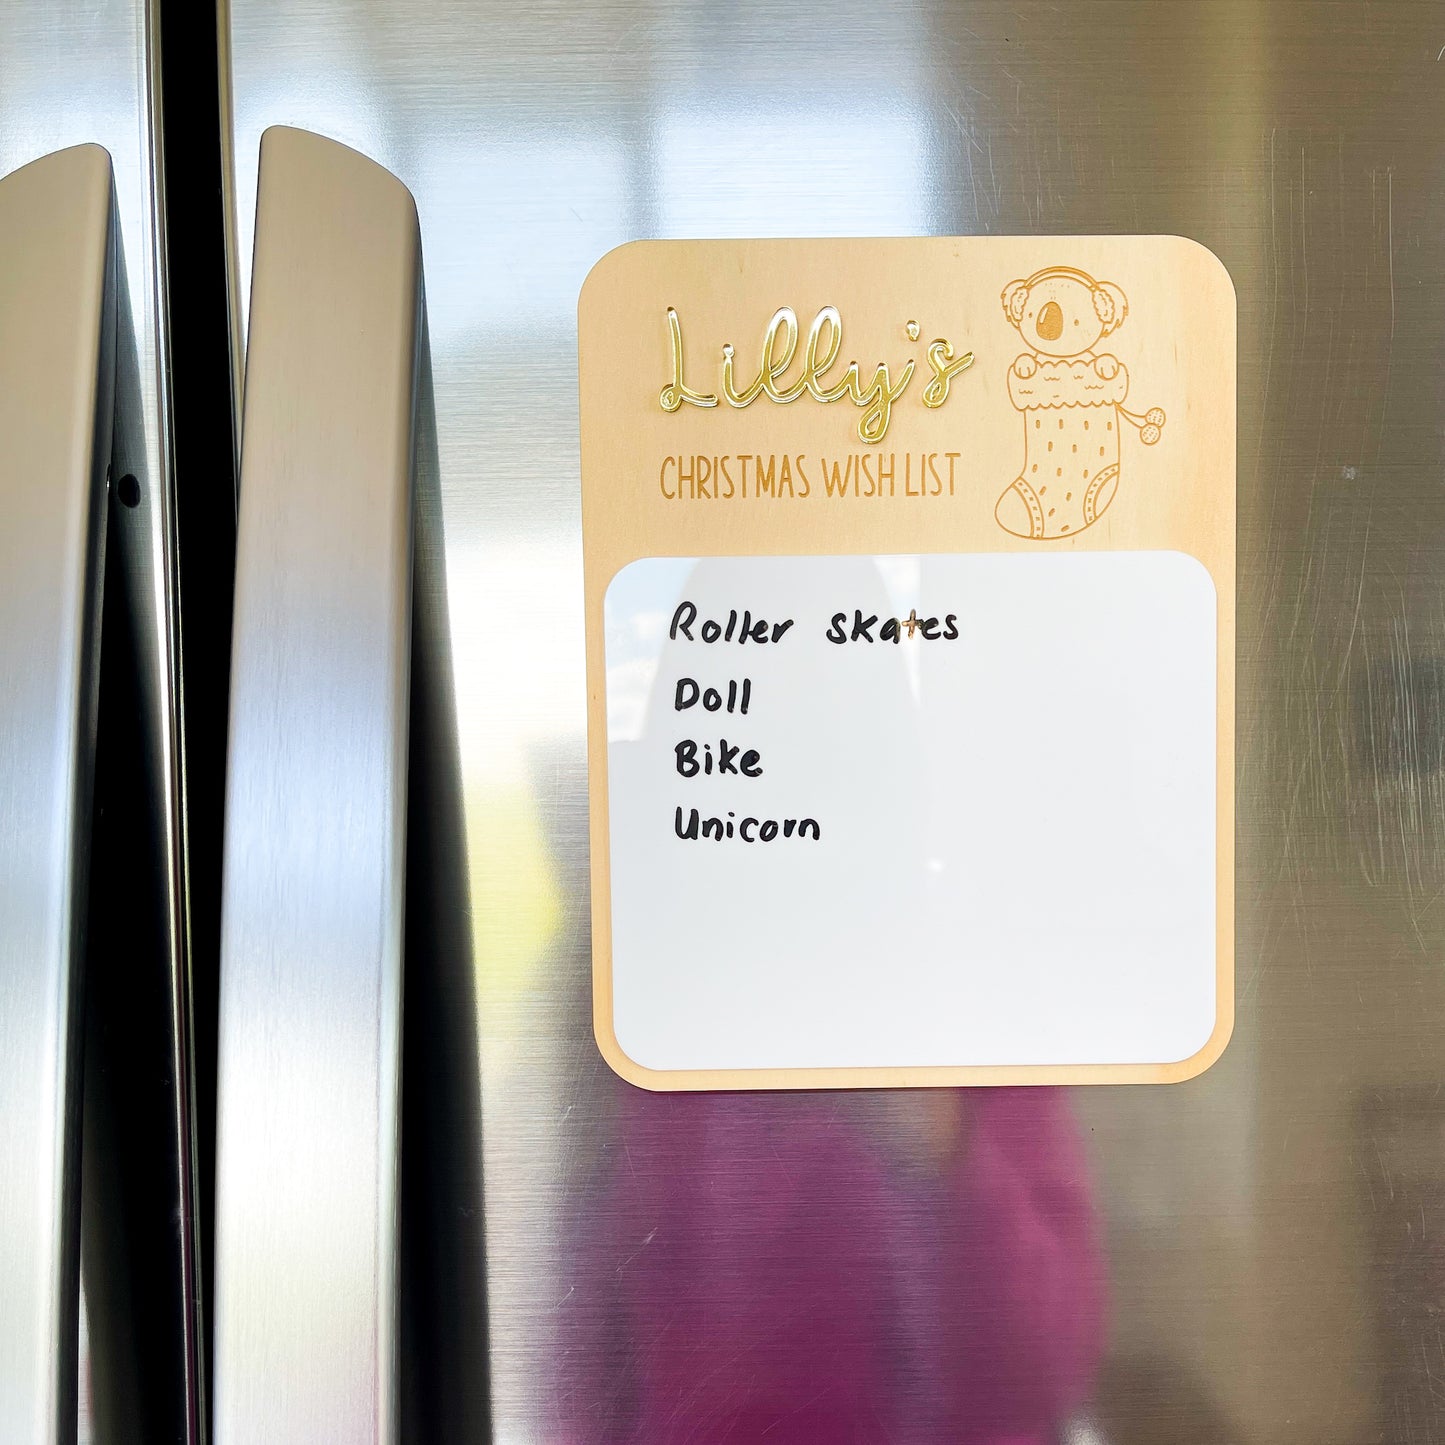 Lilly's
CHRISTMAS WISH LIST
Roller skates
Doll
Bike
Unicorn